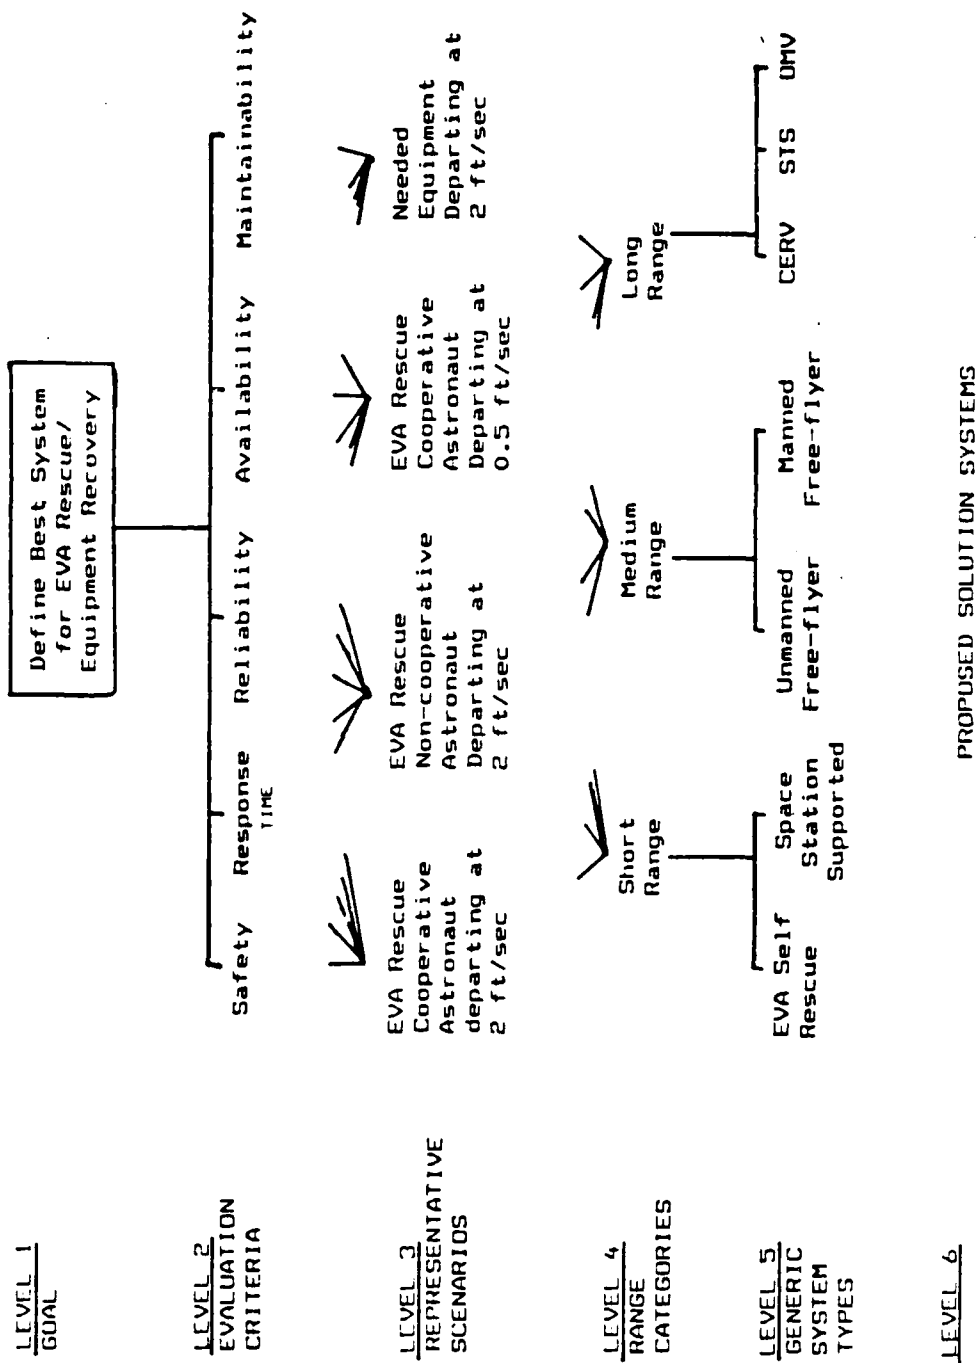 LEVEL 1
GOAL
Define Best System
for EVA Rescue/
Equipment Recovery
LEVEL 2
EVALUATION
CRITERIA
Safety
Response
TIME
Reliability
Availability
Maintainability
LEVEL 3
REPRESENTATIVE
SCENARIOS
EVA Rescue
Cooperative
Astronaut
departing at
2 ft/sec
EVA Rescue
Non-cooperative
Astronaut
Departing at
2 ft/sec
EVA Rescue
Cooperative
Astronaut
Departing at
0.5 ft/sec
Needed
Equipment
Departing at
2 ft/sec
LEVEL 4
RANGE
CATEGORIES
Short
Range
Medium
Range
Long
Range
LEVEL 5
GENERIC
SYSTEM
TYPES
EVA Self
Rescue
Space
Station
Supported
Unmanned
Free-flyer
Manned
Free-flyer
CERV
STS
OMV
LEVEL 6
PROPOSED SOLUTION SYSTEMS